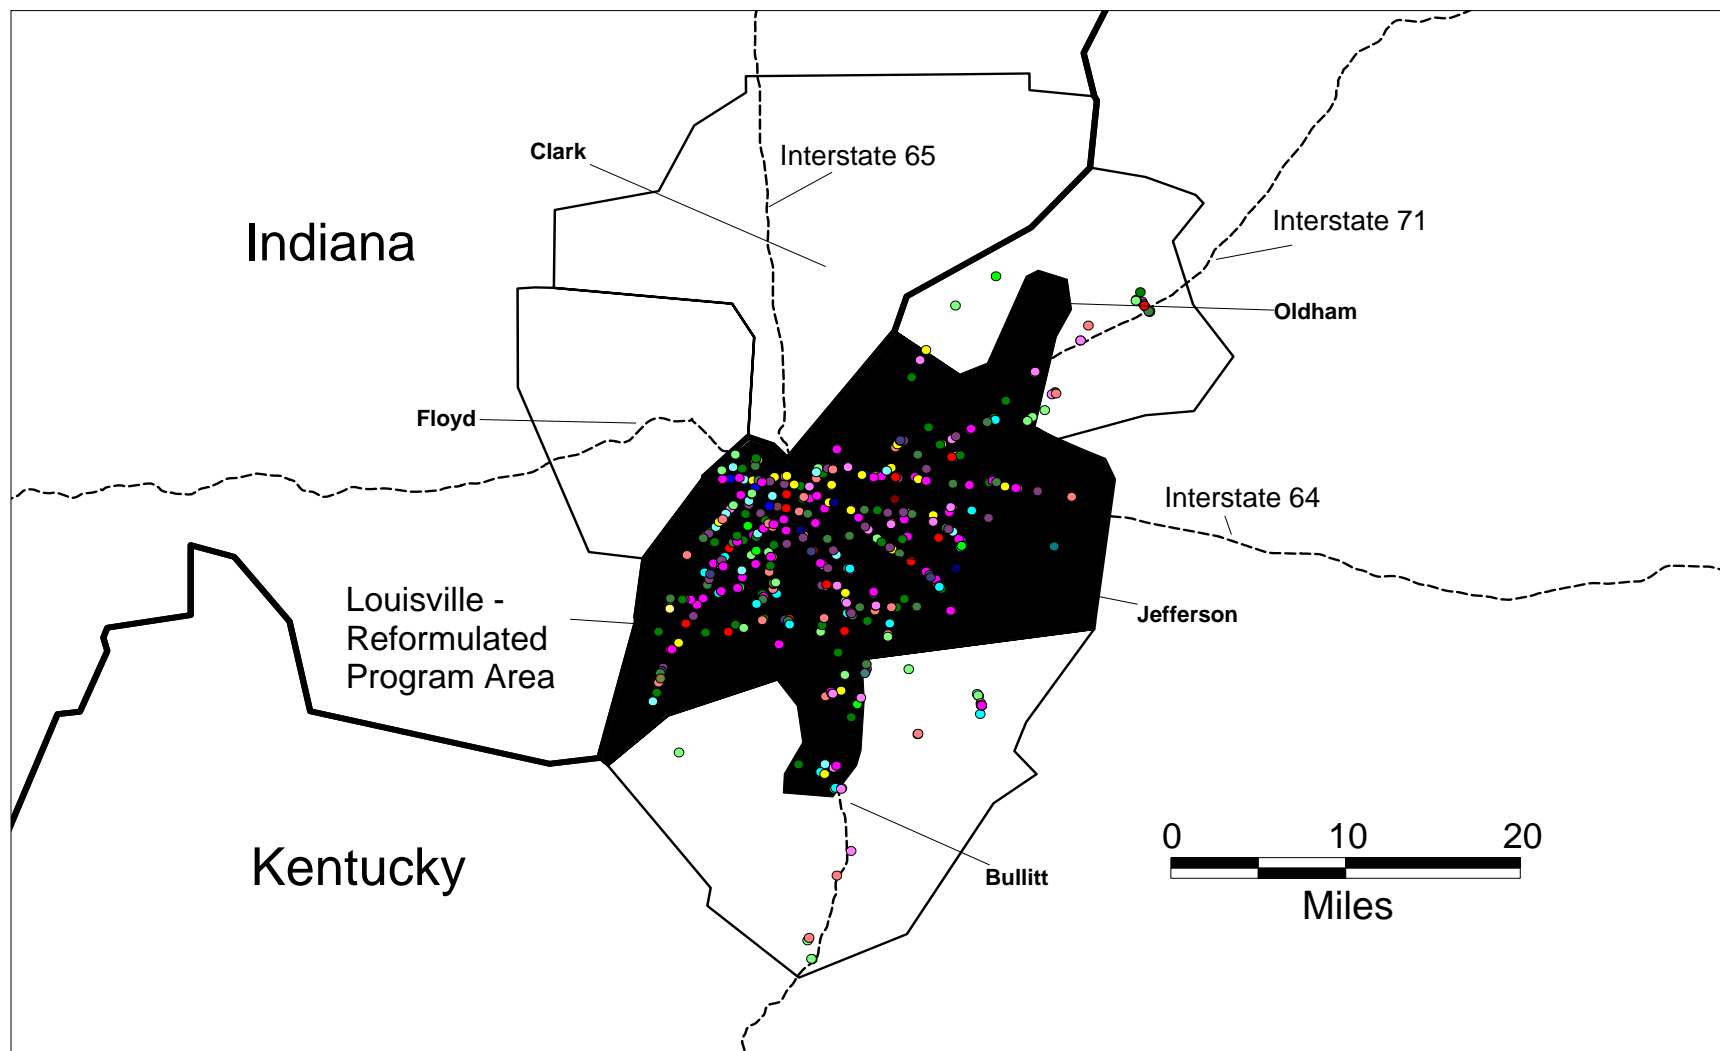 Clark
Interstate 65
Indiana
Interstate 71
Oldham
Floyd
Interstate 64
Louisville -
Reformulated
Program Area
Jefferson
0 10 20
Miles
Kentucky
Bullitt